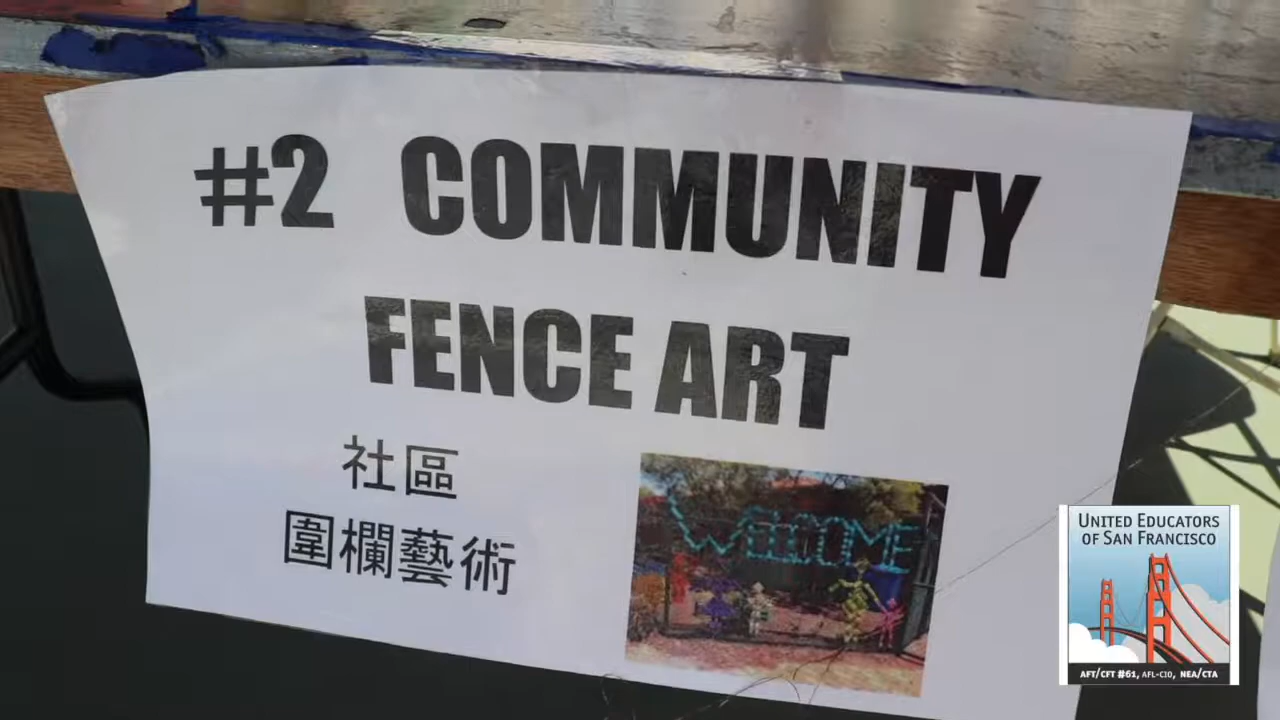 #2 COMMUNITY
FENCE ART
社區
圍欄藝術
WELCOME
UNITED EDUCATORS
OF SAN FRANCISCO
AFT/CFT #61, AFL-CIO, NEA/CTA